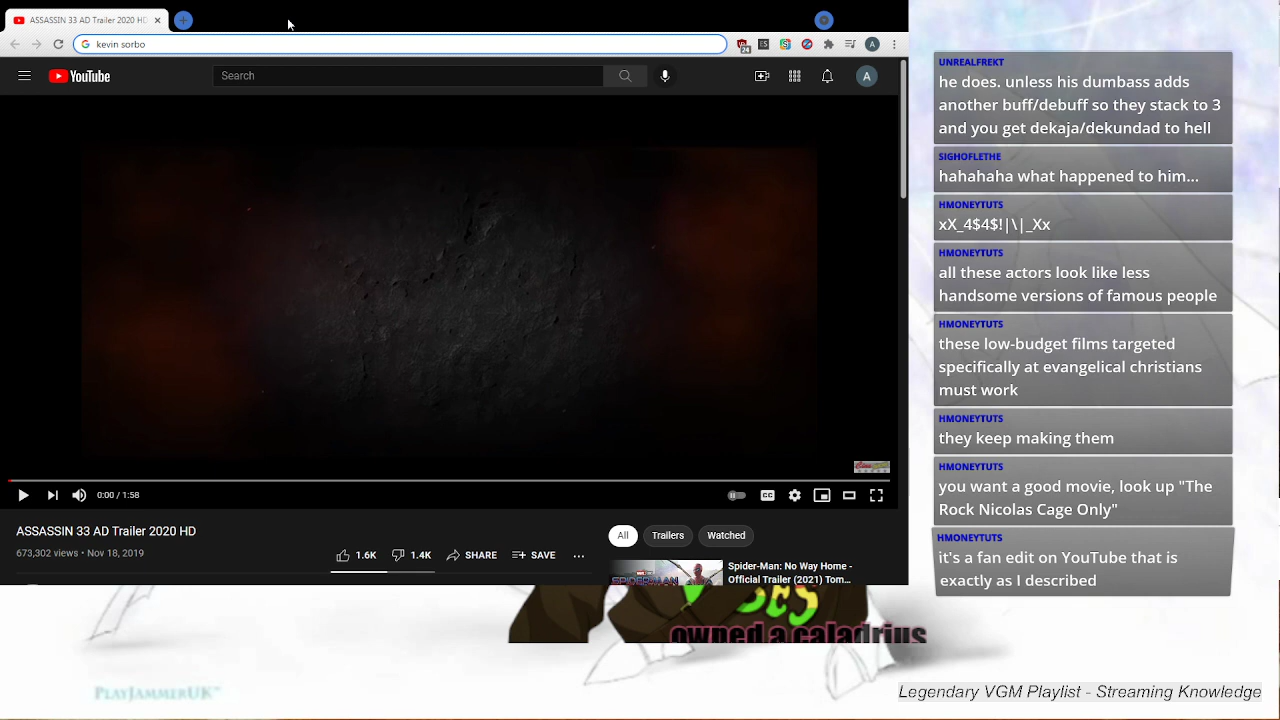 ASSASSIN 33 AD Trailer 2020 HD
kevin sorbo
24
ES
A
YouTube
Search
A
0:00 / 1:58
CC
ASSASSIN 33 AD Trailer 2020 HD
673,302 views • Nov 18, 2019
1.6K
1.4K
SHARE
SAVE
All
Trailers
Watched
Spider-Man: No Way Home -
Official Trailer (2021) Tom...
UNREALFREKT
he does. unless his dumbass adds
another buff/debuff so they stack to 3
and you get dekaja/dekundad to hell
SIGHOFLETHE
hahahaha what happened to him...
HMONEYTUTS
xX_4$4$!|\|_Xx
HMONEYTUTS
all these actors look like less
handsome versions of famous people
HMONEYTUTS
these low-budget films targeted
specifically at evangelical christians
must work
HMONEYTUTS
they keep making them
HMONEYTUTS
you want a good movie, look up "The
Rock Nicolas Cage Only"
HMONEYTUTS
it's a fan edit on YouTube that is
exactly as I described
owned a caladrius
PLAYJAMMERUK
Legendary VGM Playlist - Streaming Knowledge